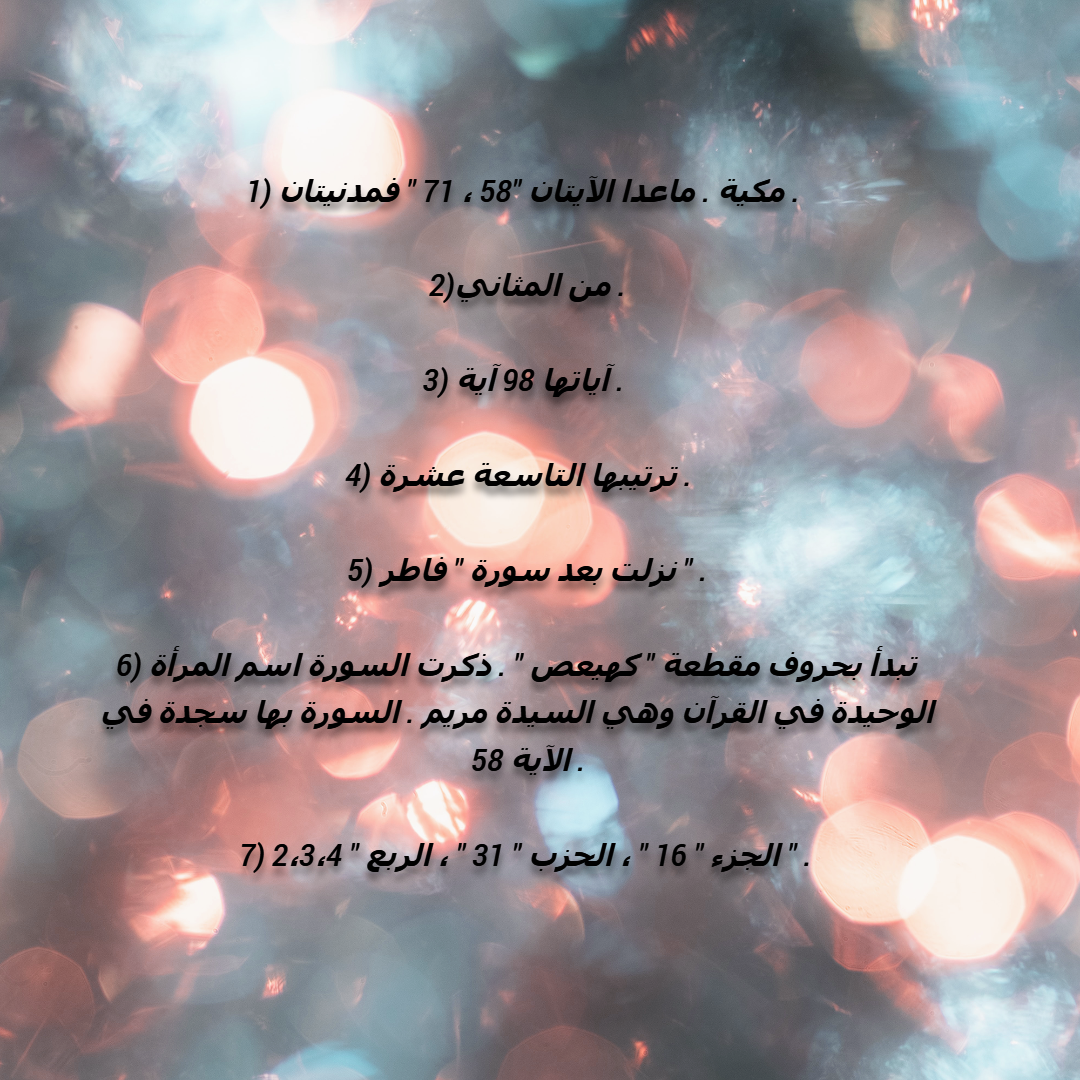 1) مكية . ماعدا الآيتان "58 ، 71 " فمدنيتان .
2)من المثاني .
3) آياتها 98 آية .
4) ترتيبها التاسعة عشرة .
5) نزلت بعد سورة " فاطر " .
6) تبدأ بحروف مقطعة " كهيعص " . ذكرت السورة اسم المرأة
الوحيدة في القرآن وهي السيدة مريم . السورة بها سجدة في
الآية 58 .
7) الجزء " 16 " ، الحزب " 31 " ، الربع " 2،3،4 " .